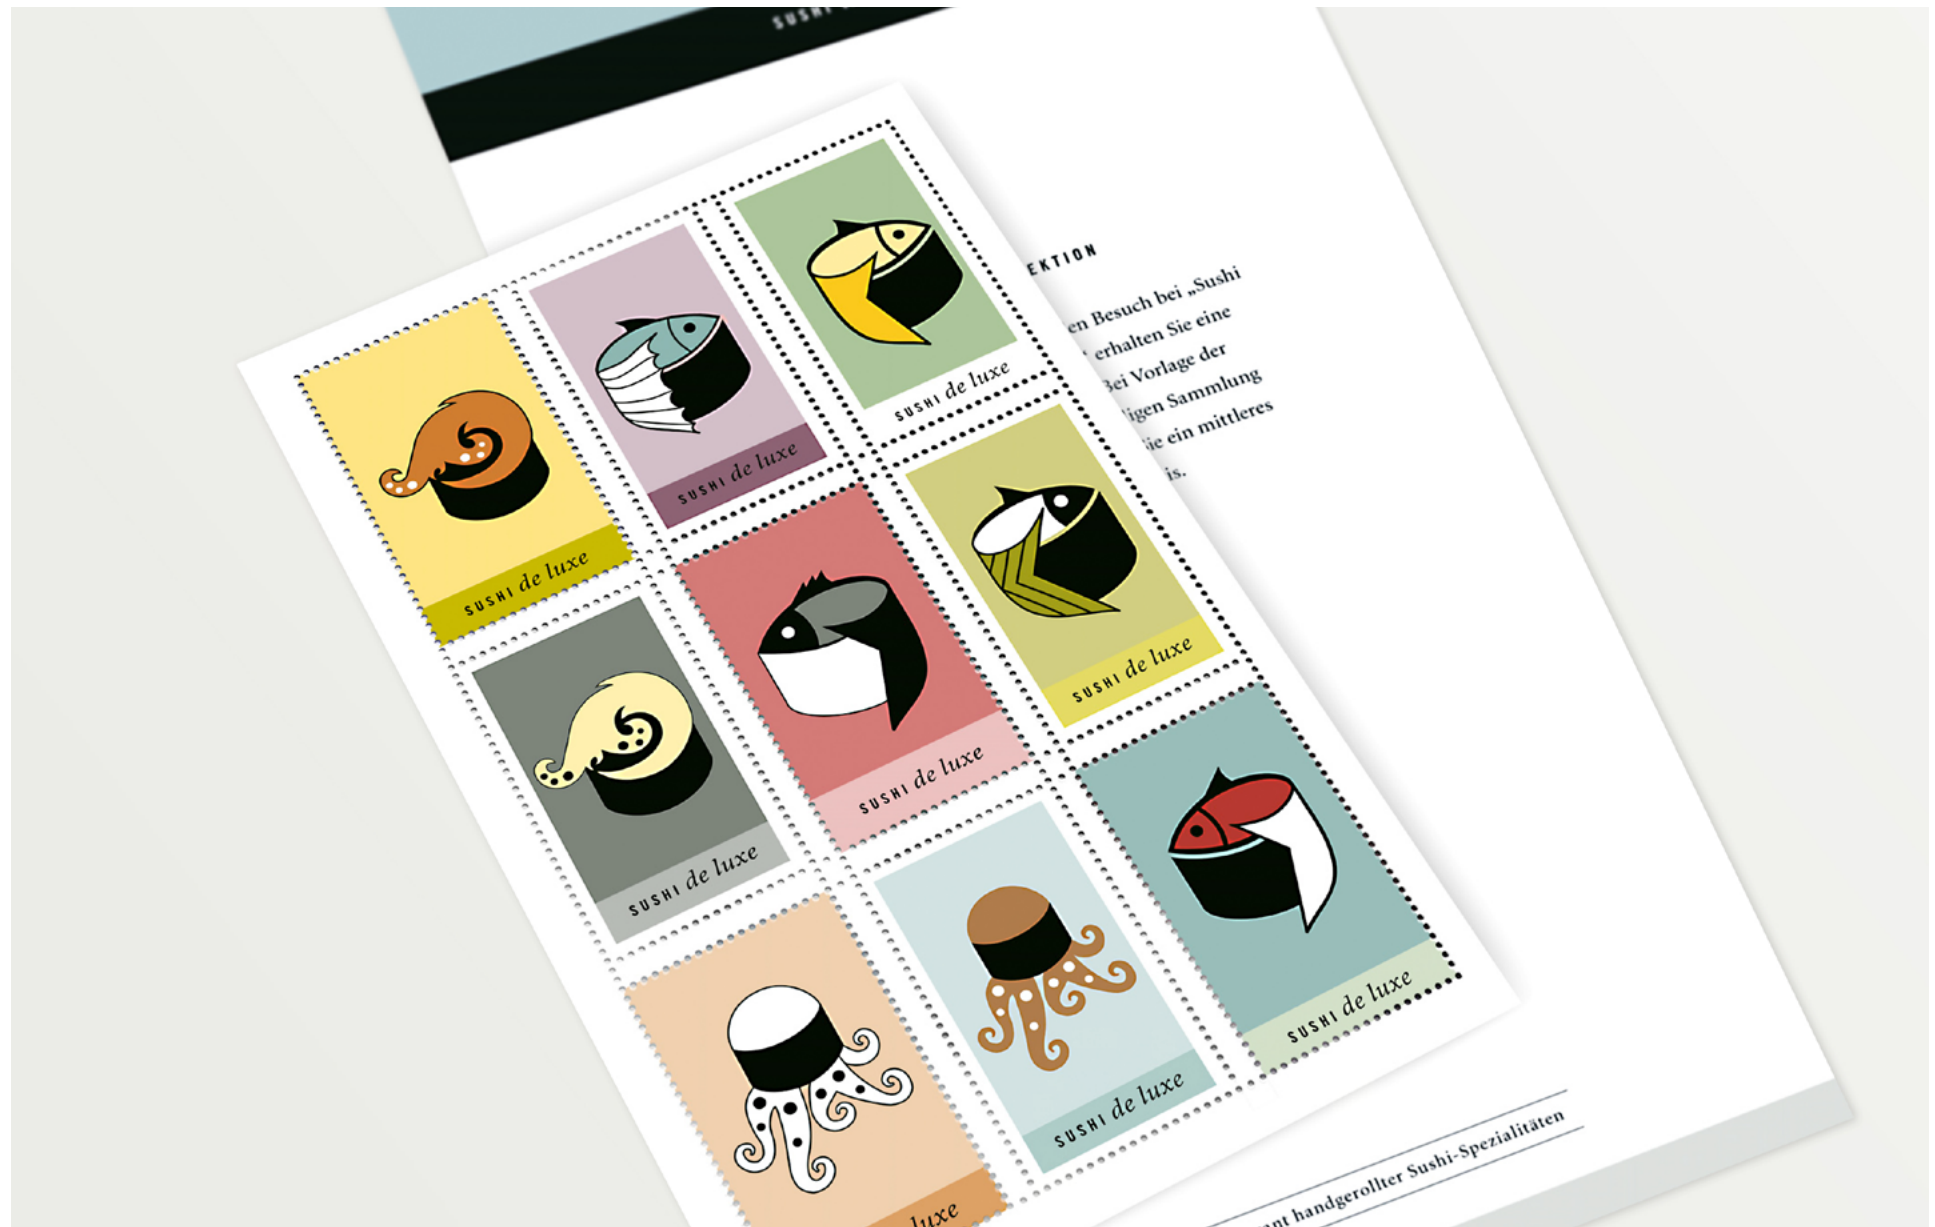 SUSHI
EKTION
en Besuch bei „Sushi
“ erhalten Sie eine
Bei Vorlage der
digen Sammlung
Sie ein mittleres
is.
SUSHI de luxe
SUSHI de luxe
SUSHI de luxe
SUSHI de luxe
SUSHI de luxe
SUSHI de luxe
luxe
SUSHI de luxe
SUSHI de luxe
handgerollter Sushi-Spezialitäten